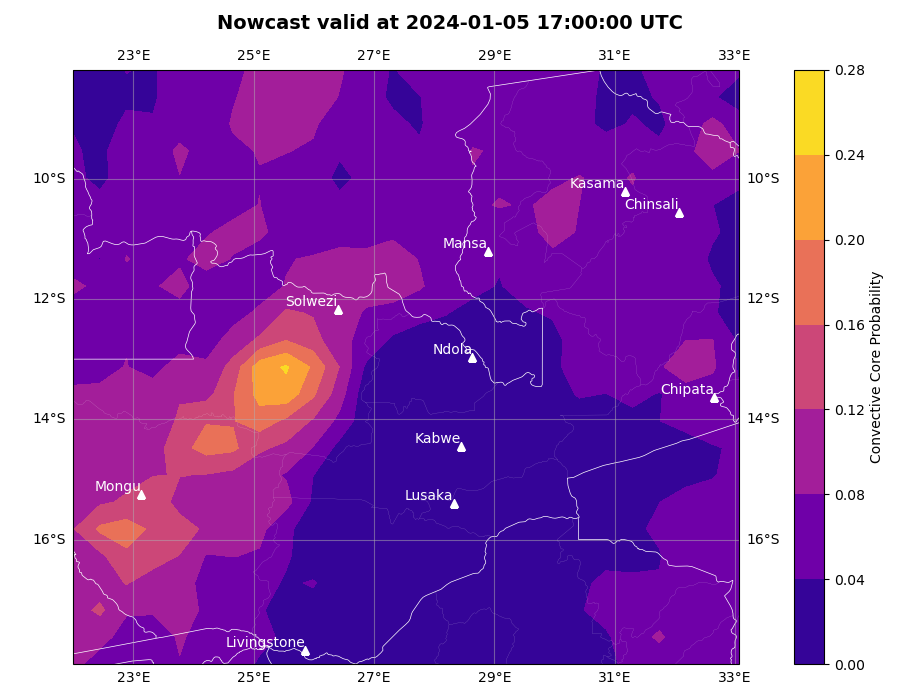 Nowcast valid at 2024-01-05 17:00:00 UTC
23°E 25°E 27°E 29°E 31°E 33°E
0.28
0.24
0.20
0.16
0.12
0.08
0.04
0.00
Convective Core Probability
10°S
12°S
14°S
16°S
10°S
12°S
14°S
16°S
Kasama
Chinsali
Mansa
Solwezi
Ndola
Chipata
Kabwe
Mongu
Lusaka
Livingstone
23°E 25°E 27°E 29°E 31°E 33°E